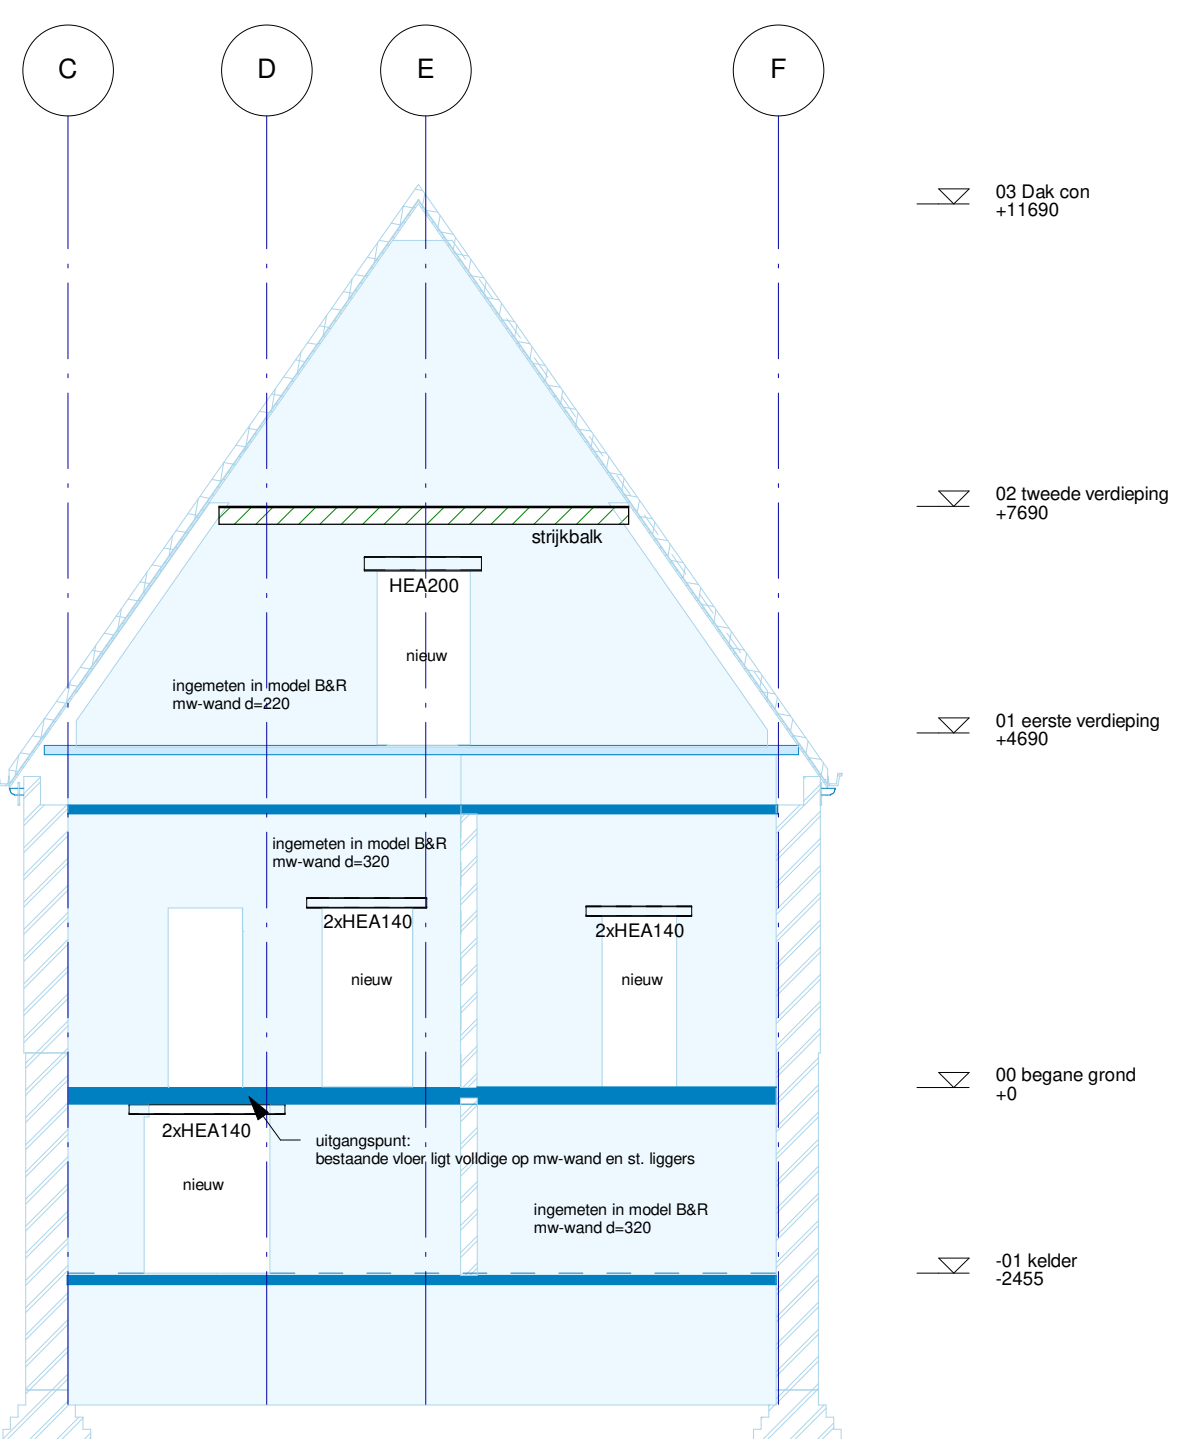 C
D
E
F
03 Dak con
+11690
02 tweede verdieping
+7690
strijkbalk
HEA200
nieuw
ingemeten in model B&R
mw-wand d=220
01 eerste verdieping
+4690
ingemeten in model B&R
mw-wand d=320
2xHEA140
nieuw
2xHEA140
nieuw
00 begane grond
+0
2xHEA140
nieuw
uitgangspunt:
bestaande vloer ligt volldige op mw-wand en st. liggers
ingemeten in model B&R
mw-wand d=320
-01 kelder
-2455